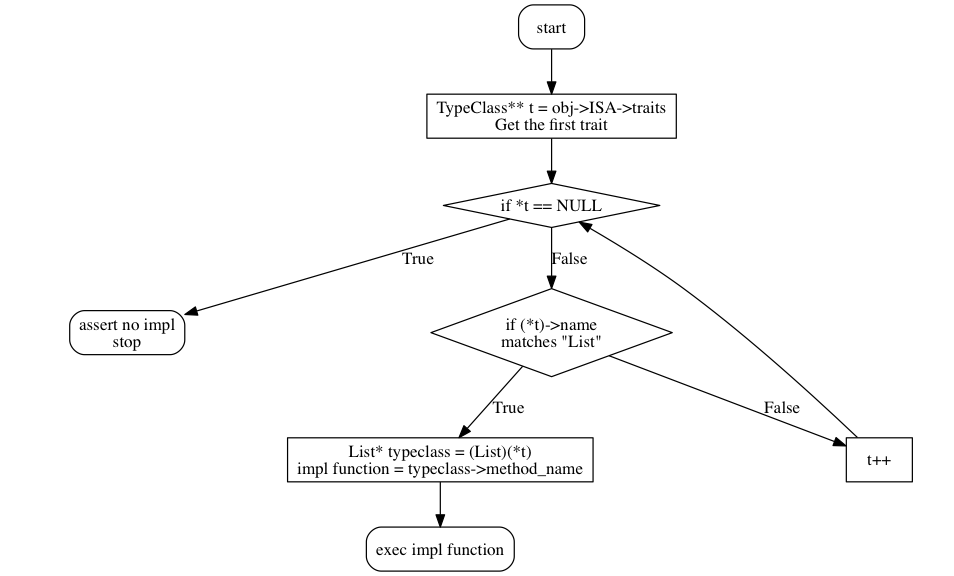 start
TypeClass** t = obj->ISA->traits
Get the first trait
if *t == NULL
True
False
assert no impl
stop
if (*t)->name
matches "List"
True
False
List* typeclass = (List)(*t)
impl function = typeclass->method_name
t++
exec impl function